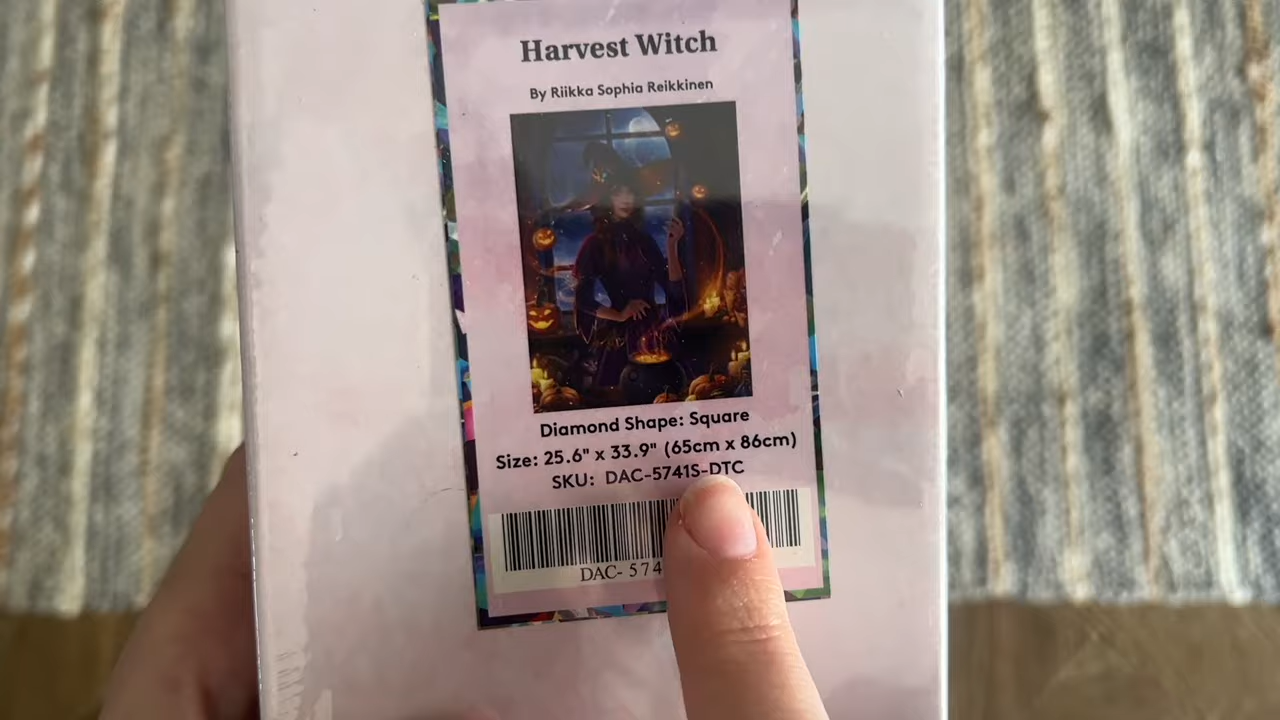 Harvest Witch
By Riikka Sophia Reikkinen
Diamond Shape: Square
Size: 25.6" x 33.9" (65cm x 86cm)
SKU: DAC-5741S-DTC
DAC- 574